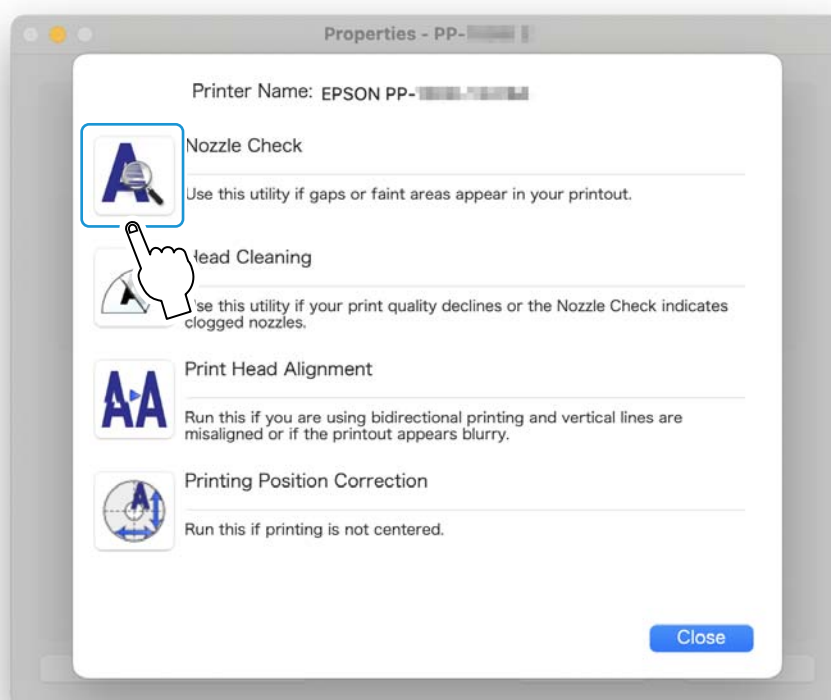 Properties - PP-
Printer Name: EPSON PP-
Nozzle Check
Use this utility if gaps or faint areas appear in your printout.
Head Cleaning
Use this utility if your print quality declines or the Nozzle Check indicates
clogged nozzles.
Print Head Alignment
Run this if you are using bidirectional printing and vertical lines are
misaligned or if the printout appears blurry.
Printing Position Correction
Run this if printing is not centered.
Close